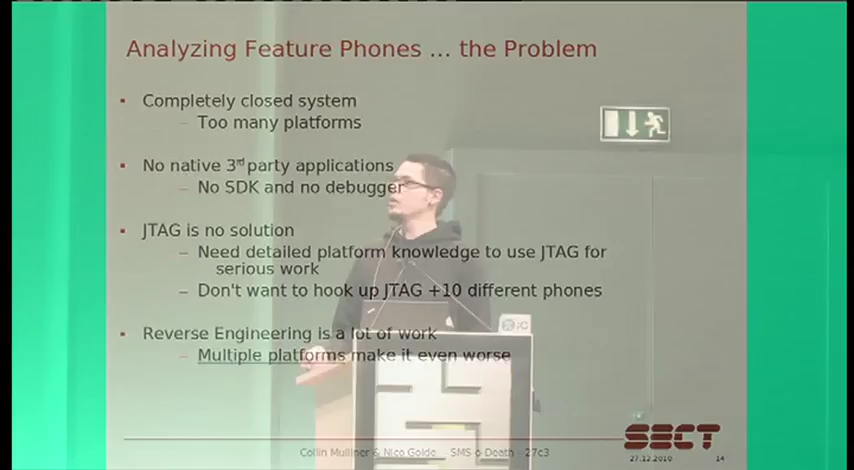 Analyzing Feature Phones ... the Problem
Completely closed system
– Too many platforms
No native 3rd party applications
– No SDK and no debugger
JTAG is no solution
– Need detailed platform knowledge to use JTAG for
serious work
– Don't want to hook up JTAG +10 different phones
Reverse Engineering is a lot of work
– Multiple platforms make it even worse
Collin Mulliner & Nico Golde SMS-o-Death 27c3
SECT
27.12.2010 14